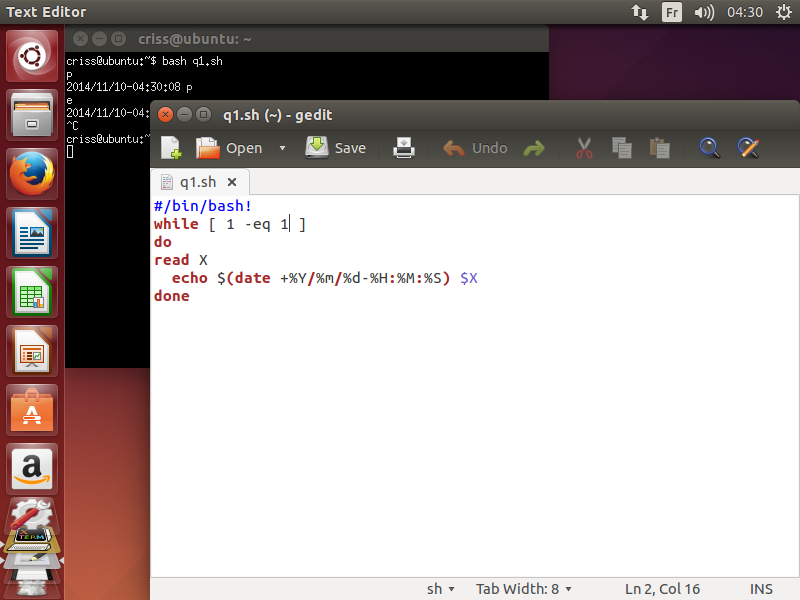 Text Editor
Fr
04:30
criss@ubuntu: ~
criss@ubuntu:~$ bash q1.sh
p
2014/11/10-04:30:08 p
e
2014/11/10-04:
^C
criss@ubuntu:~
q1.sh (~) - gedit
Open
Save
Undo
q1.sh
#/bin/bash!
while [ 1 -eq 1 ]
do
read X
echo $(date +%Y/%m/%d-%H:%M:%S) $X
done
a
XTERM
sh
Tab Width: 8
Ln 2, Col 16
INS